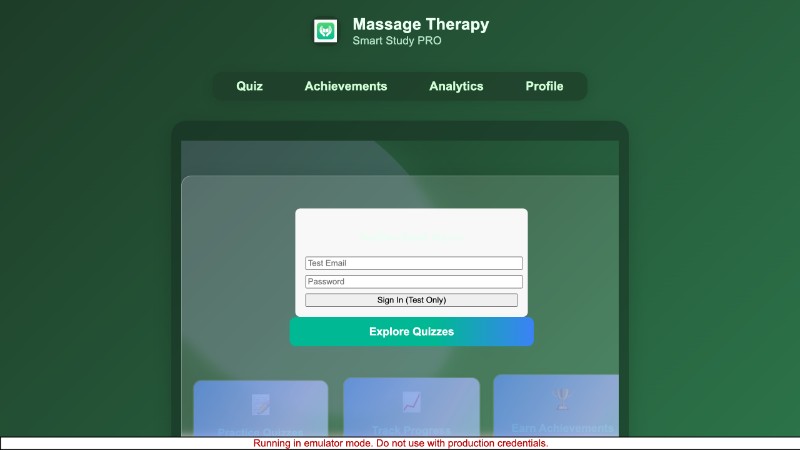 Massage Therapy
Smart Study PRO
Quiz Achievements Analytics Profile
Test Email
Password
Sign In (Test Only)
Explore Quizzes
Practice Quizzes Track Progress Earn Achievements
Running in emulator mode. Do not use with production credentials.